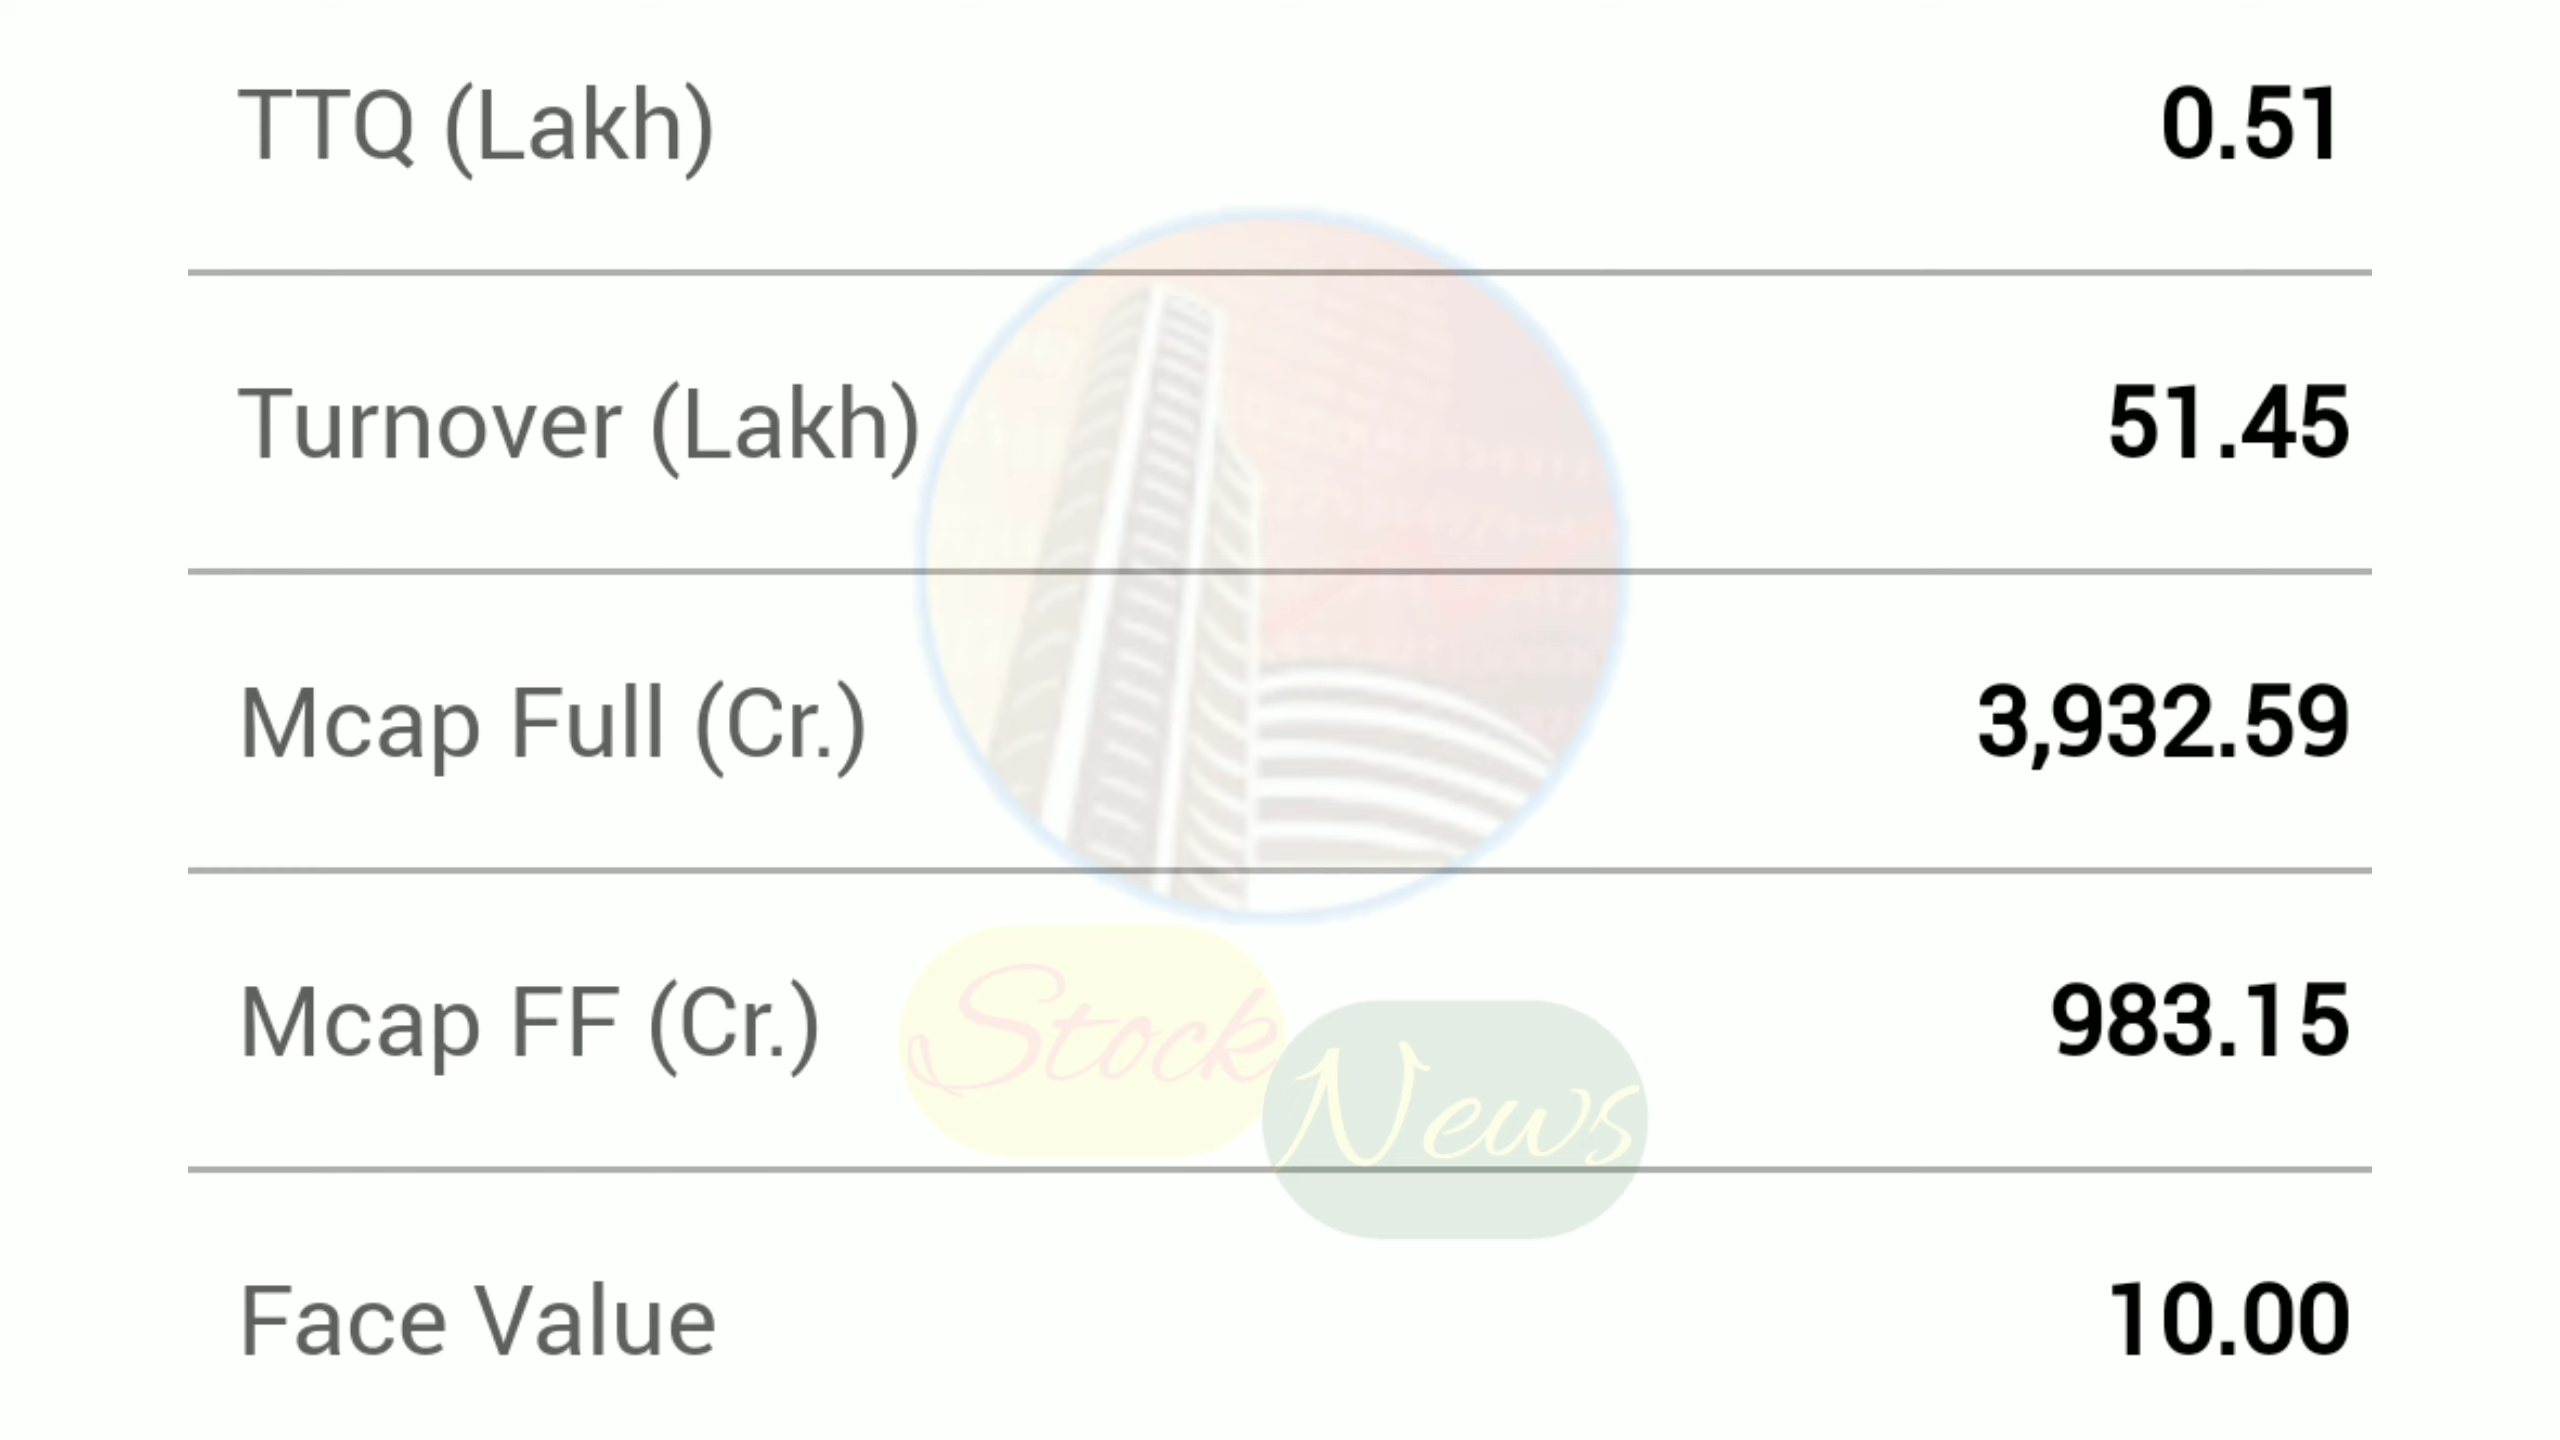 TTQ (Lakh) 0.51
Turnover (Lakh) 51.45
Mcap Full (Cr.) 3,932.59
Mcap FF (Cr.) 983.15
Stock
News
Face Value 10.00